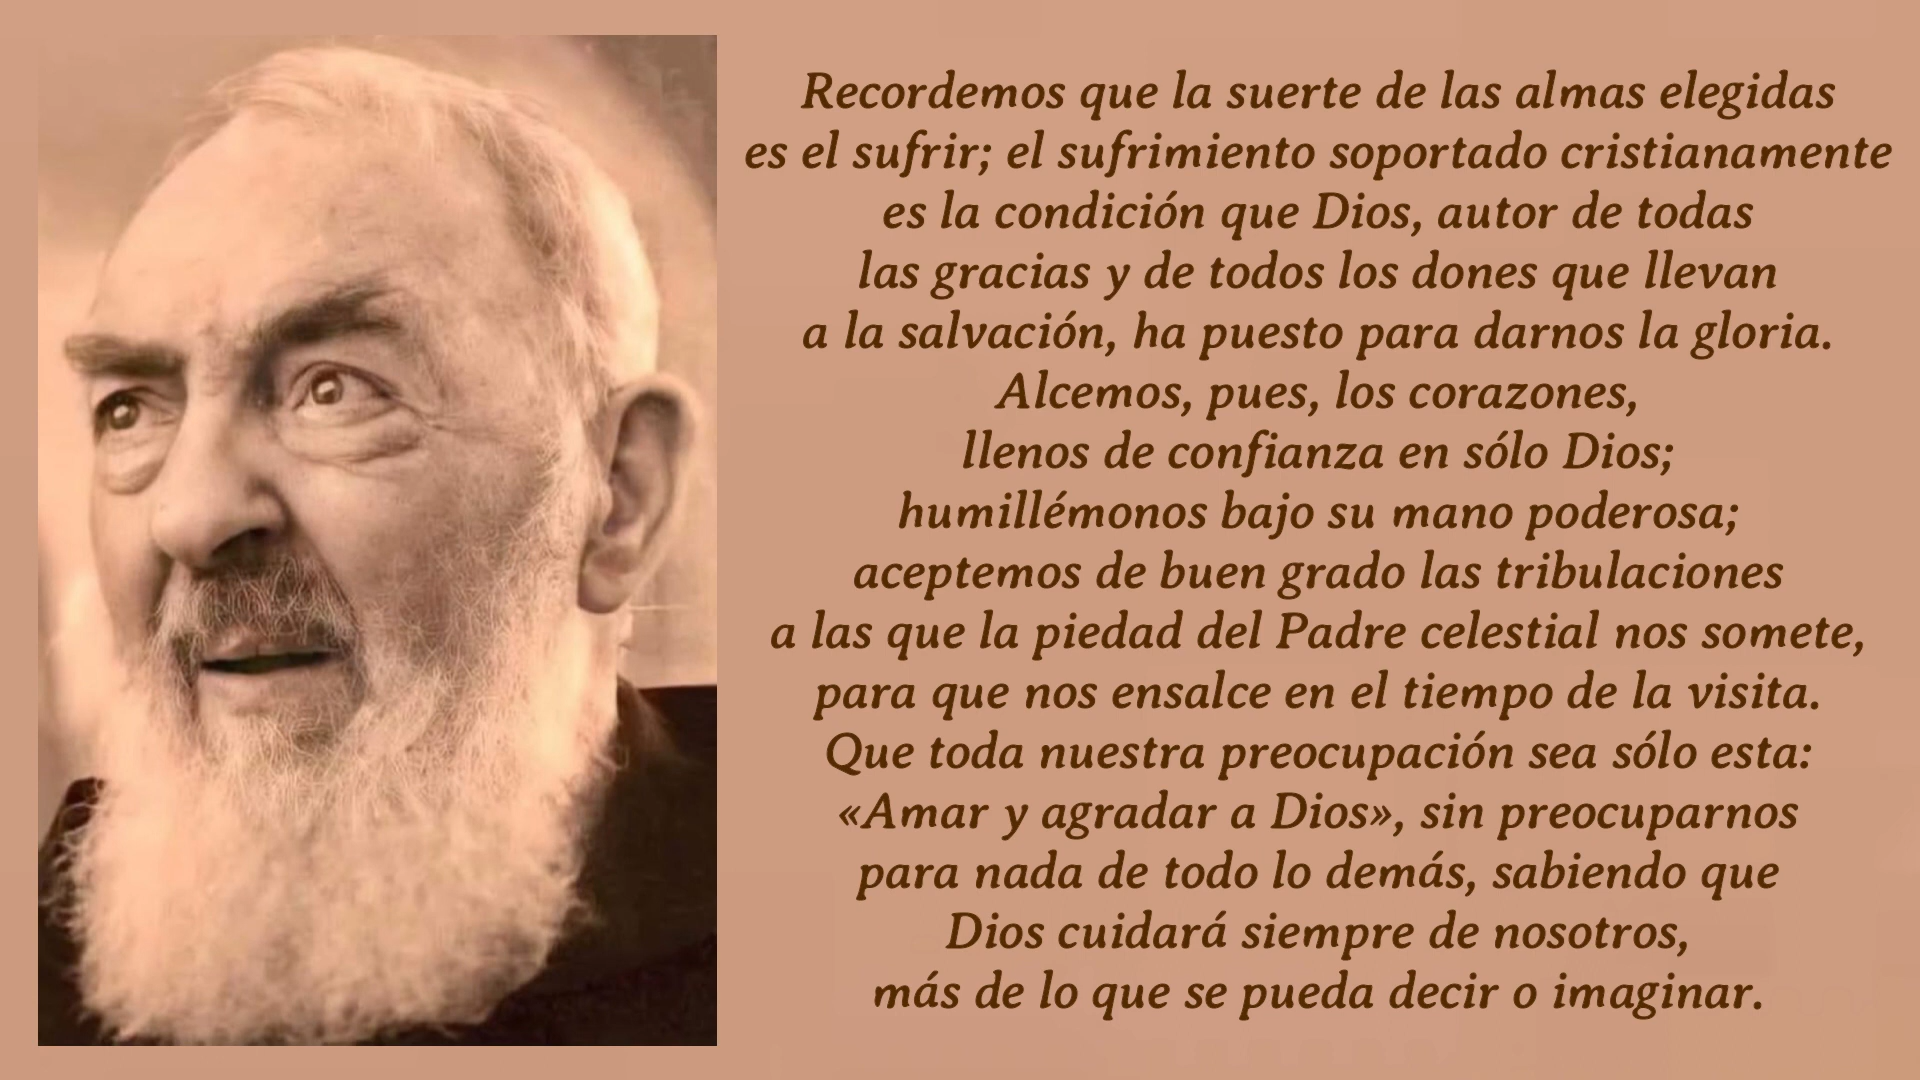 Recordemos que la suerte de las almas elegidas
es el sufrir; el sufrimiento soportado cristianamente
es la condición que Dios, autor de todas
las gracias y de todos los dones que llevan
a la salvación, ha puesto para darnos la gloria.
Alcemos, pues, los corazones,
llenos de confianza en sólo Dios;
humillémonos bajo su mano poderosa;
aceptemos de buen grado las tribulaciones
a las que la piedad del Padre celestial nos somete,
para que nos ensalce en el tiempo de la visita.
Que toda nuestra preocupación sea sólo esta:
«Amar y agradar a Dios», sin preocuparnos
para nada de todo lo demás, sabiendo que
Dios cuidará siempre de nosotros,
más de lo que se pueda decir o imaginar.